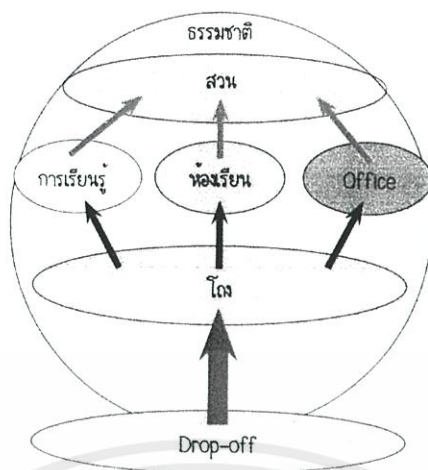 ธรรมชาติ
สวน
การเรียนรู้
ห้องเรียน
Office
โถง
Drop-off